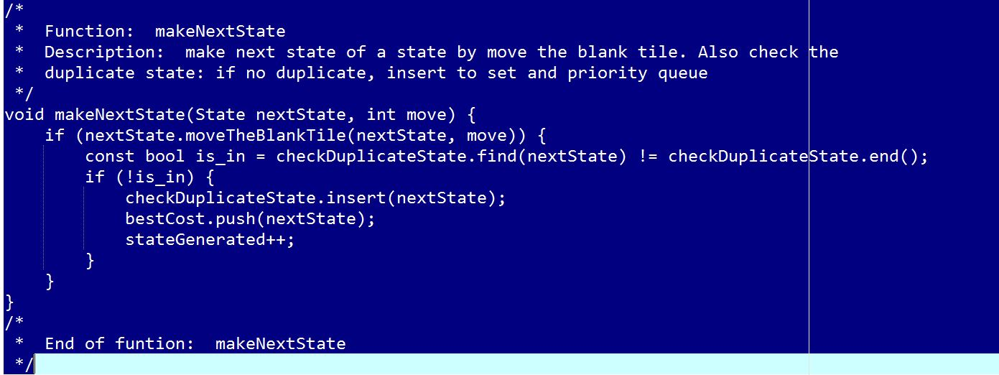 /*
 *  Function:  makeNextState
 *  Description:  make next state of a state by move the blank tile. Also check the
 *  duplicate state: if no duplicate, insert to set and priority queue
 */
void makeNextState(State nextState, int move) {
    if (nextState.moveTheBlankTile(nextState, move)) {
        const bool is_in = checkDuplicateState.find(nextState) != checkDuplicateState.end();
        if (!is_in) {
            checkDuplicateState.insert(nextState);
            bestCost.push(nextState);
            stateGenerated++;
        }
    }
}
/*
 *  End of funtion:  makeNextState
 */